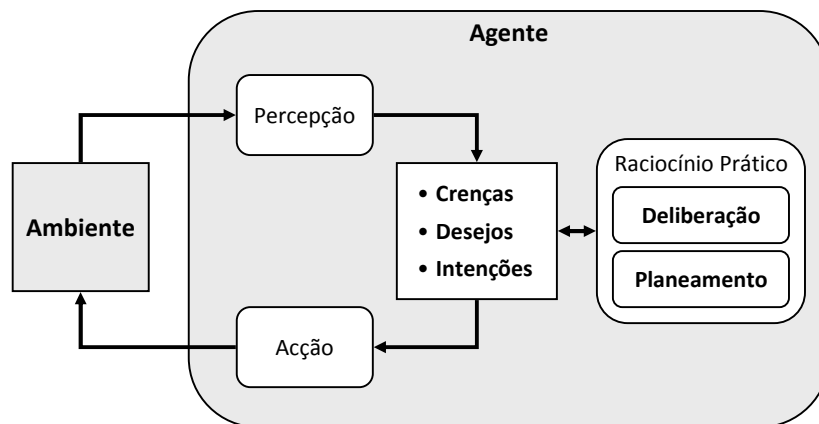 Agente
Percepção
Ambiente
• Crenças
• Desejos
• Intenções
Raciocínio Prático
Deliberação
Planeamento
Acção